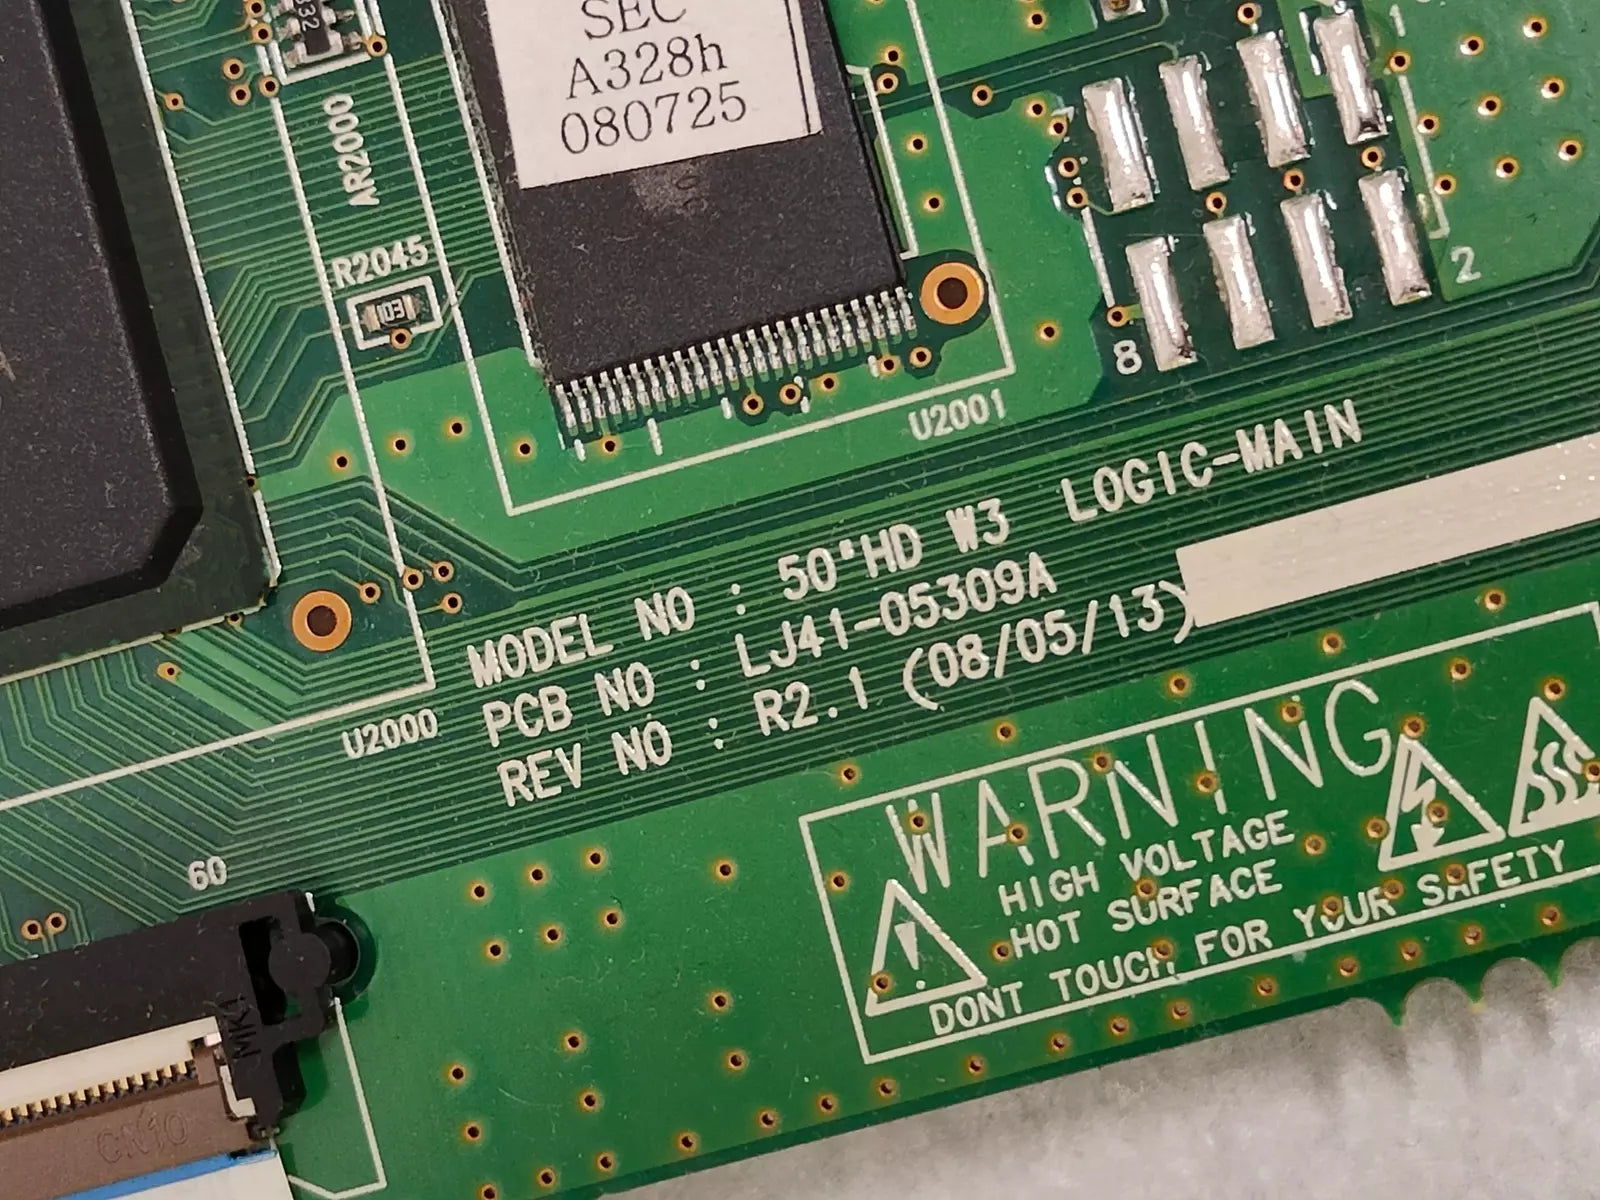 332
SEC
A328h
080725
AR2000
R2045
103
1
2
8
U2001
MODEL NO : 50"HD W3 LOGIC-MAIN
PCB NO : LJ41-05309A
REV NO : R2.1 (08/05/13)
U2000
60
WARNING
HIGH VOLTAGE
HOT SURFACE
DONT TOUCH FOR YOUR SAFETY
CN10